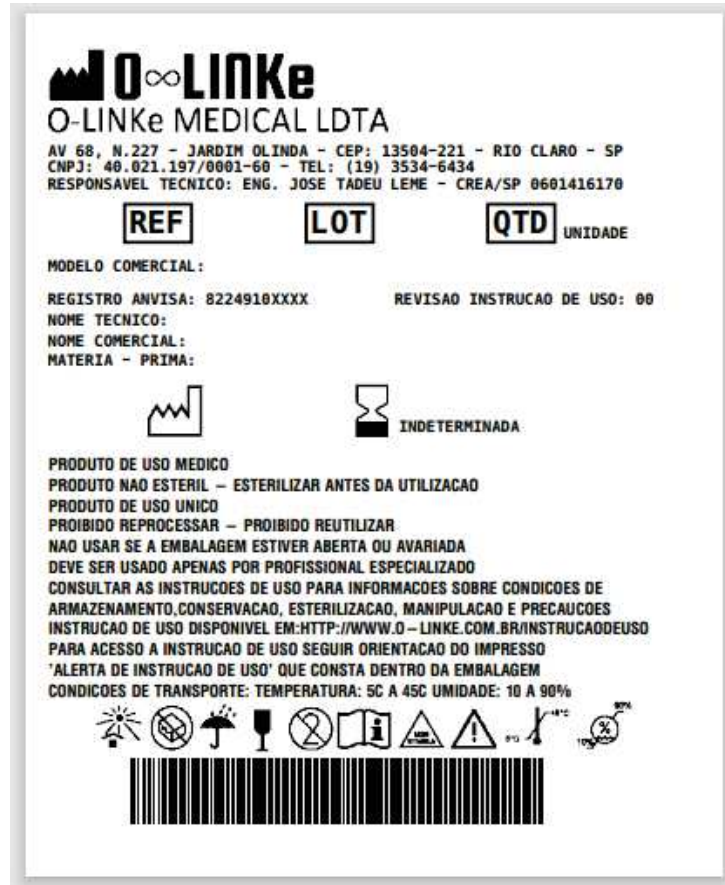 O∞LINKe
O-LINKe MEDICAL LDTA
AV 68, N.227 - JARDIM OLINDA - CEP: 13504-221 - RIO CLARO - SP
CNPJ: 40.021.197/0001-60 - TEL: (19) 3534-6434
RESPONSAVEL TECNICO: ENG. JOSE TADEU LEME - CREA/SP 0601416170
REF LOT QTD UNIDADE
MODELO COMERCIAL:
REGISTRO ANVISA: 8224910XXXX REVISAO INSTRUCAO DE USO: 00
NOME TECNICO:
NOME COMERCIAL:
MATERIA - PRIMA:
INDETERMINADA
PRODUTO DE USO MEDICO
PRODUTO NAO ESTERIL – ESTERILIZAR ANTES DA UTILIZACAO
PRODUTO DE USO UNICO
PROIBIDO REPROCESSAR – PROIBIDO REUTILIZAR
NAO USAR SE A EMBALAGEM ESTIVER ABERTA OU AVARIADA
DEVE SER USADO APENAS POR PROFISSIONAL ESPECIALIZADO
CONSULTAR AS INSTRUCOES DE USO PARA INFORMACOES SOBRE CONDICOES DE
ARMAZENAMENTO,CONSERVACAO, ESTERILIZACAO, MANIPULACAO E PRECAUCOES
INSTRUCAO DE USO DISPONIVEL EM:HTTP://WWW.O–LINKE.COM.BR/INSTRUCAODEUSO
PARA ACESSO A INSTRUCAO DE USO SEGUIR ORIENTACAO DO IMPRESSO
'ALERTA DE INSTRUCAO DE USO' QUE CONSTA DENTRO DA EMBALAGEM
CONDICOES DE TRANSPORTE: TEMPERATURA: 5C A 45C UMIDADE: 10 A 90%
2 i ! % 10% 90%